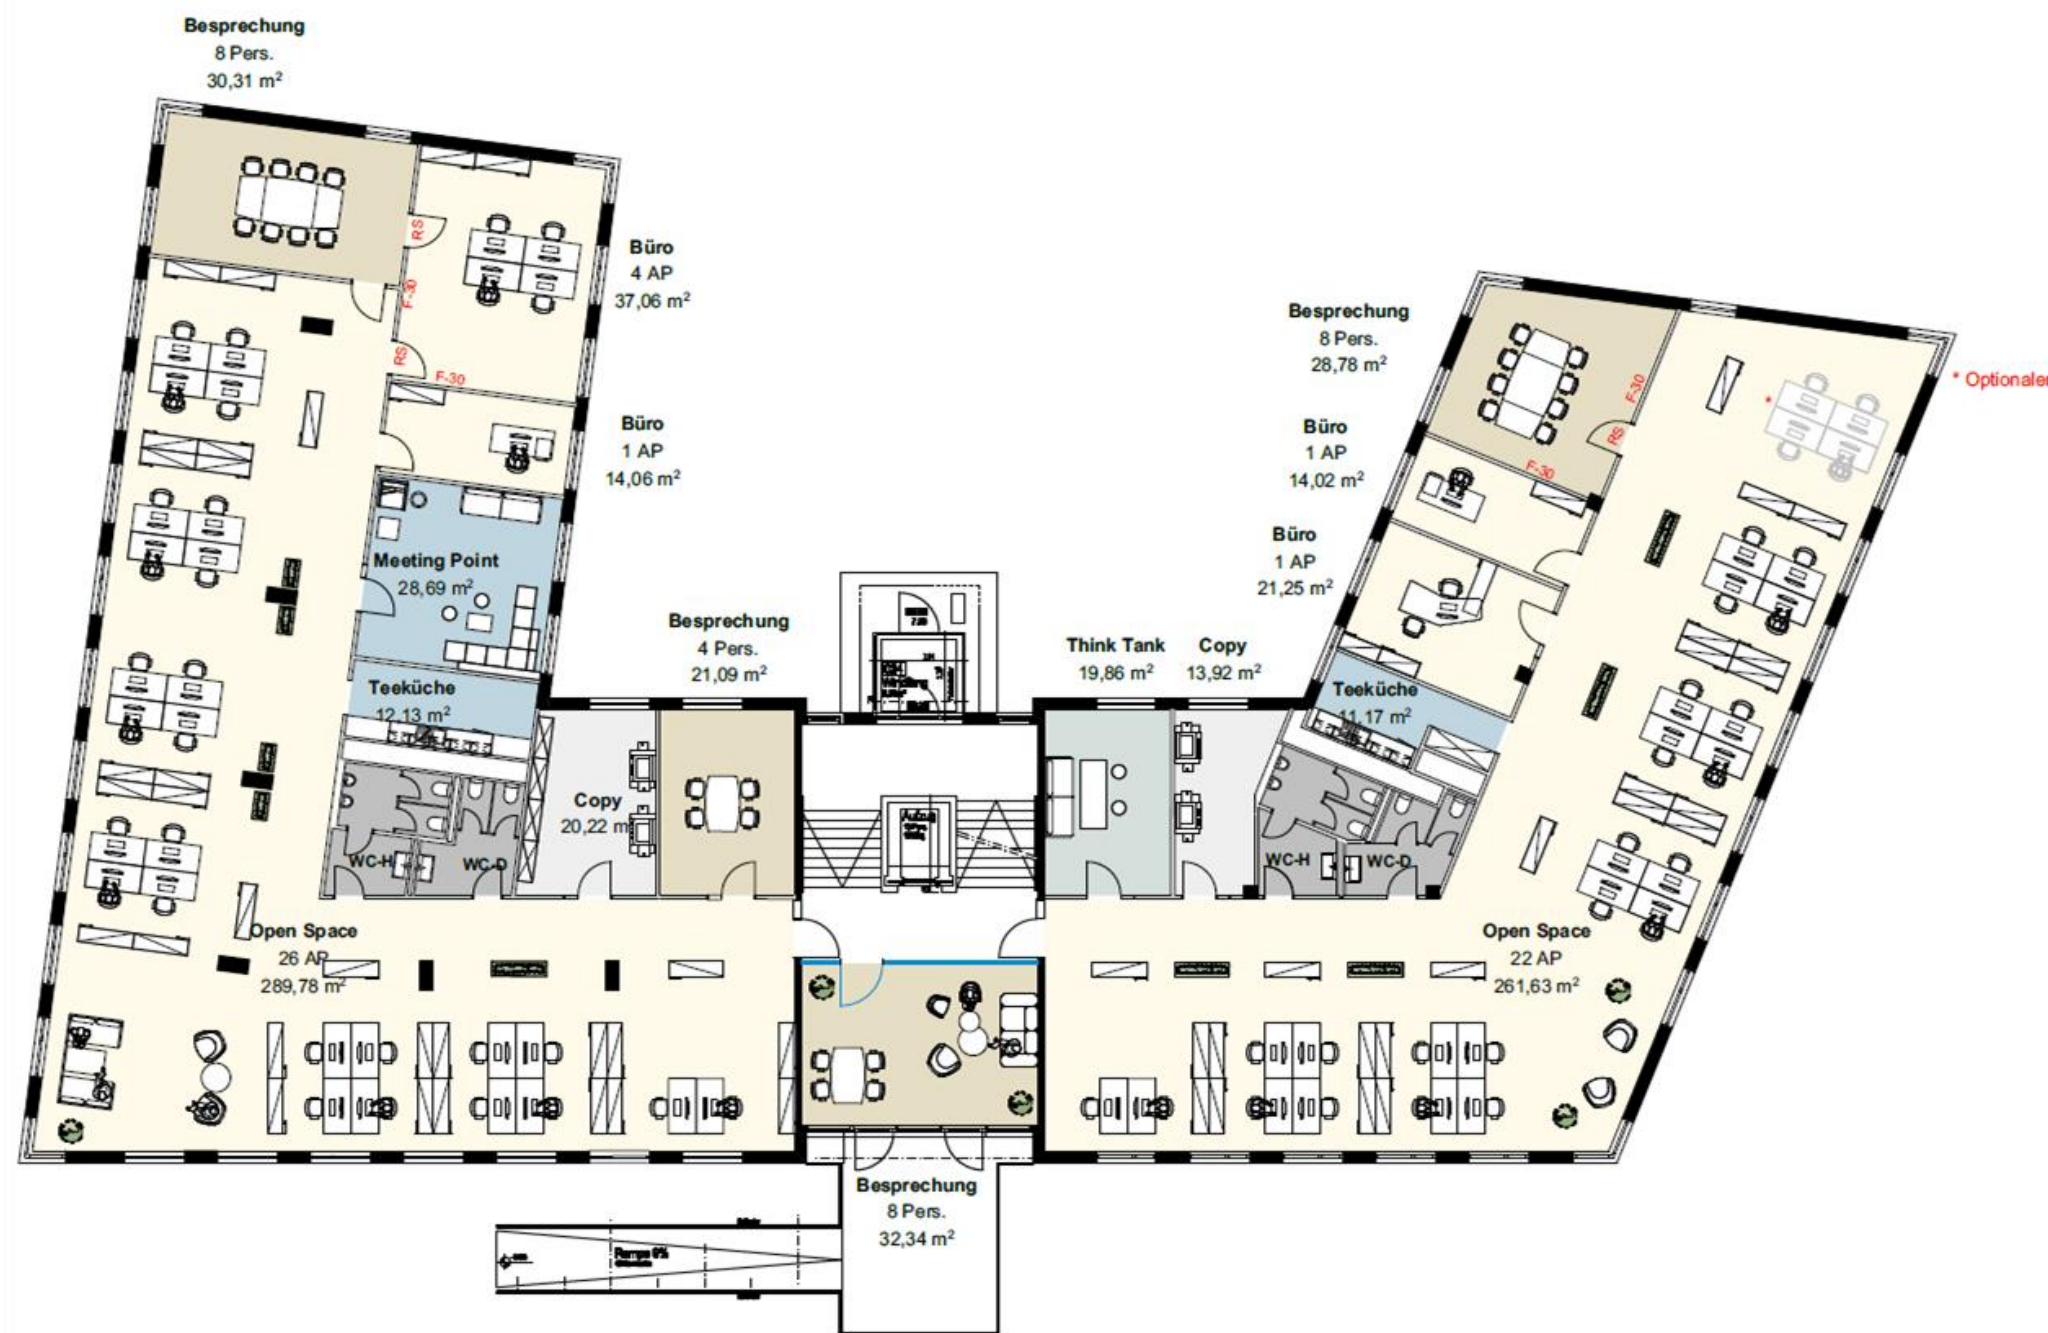 Besprechung
8 Pers.
30,31 m²
RS
F-30
RS
F-30
Büro
4 AP
37,06 m²
Büro
1 AP
14,06 m²
Meeting Point
28,69 m²
Teeküche
12,13 m²
Besprechung
4 Pers.
21,09 m²
Copy
20,22 m
WC-H
WC-D
Open Space
26 AP
289,78 m²
Think Tank
19,86 m²
Copy
13,92 m²
Besprechung
8 Pers.
28,78 m²
F-30
RS
F-30
* Optionaler
*
Büro
1 AP
14,02 m²
Büro
1 AP
21,25 m²
Teeküche
11,17 m²
WC-H
WC-D
Open Space
22 AP
261,63 m²
Besprechung
8 Pers.
32,34 m²